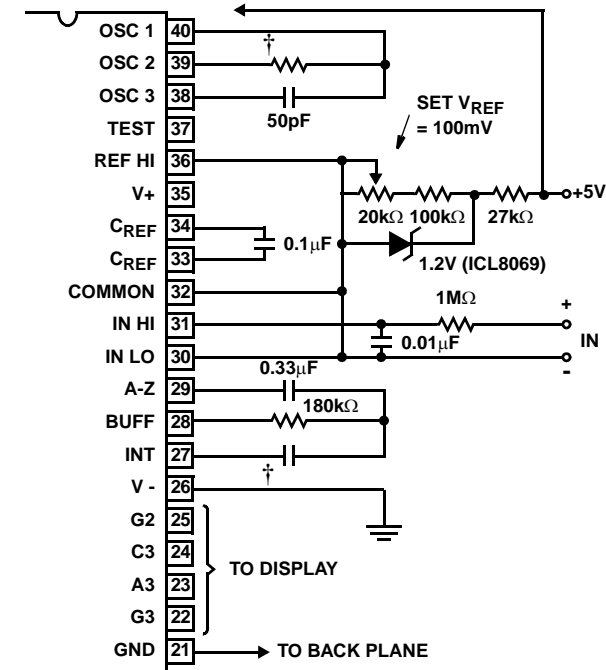 OSC 1 40
OSC 2 39 †
OSC 3 38
50pF
TEST 37
SET VREF
= 100mV
REF HI 36
V+ 35
+5V
20kΩ 100kΩ 27kΩ
CREF 34
0.1μF
CREF 33
1.2V (ICL8069)
COMMON 32
1MΩ
IN HI 31
+
0.01μF
IN
IN LO 30
-
0.33μF
A-Z 29
180kΩ
BUFF 28
INT 27
†
V - 26
G2 25
C3 24
TO DISPLAY
A3 23
G3 22
GND 21 TO BACK PLANE